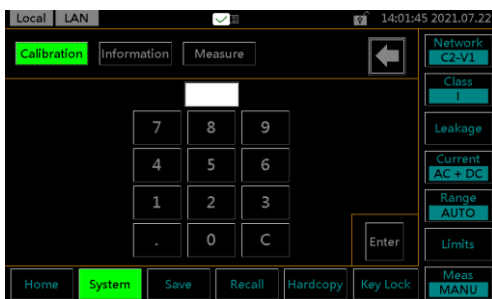 Local LAN 14:01:45 2021.07.22
Calibration Information Measure
Network
C2-V1
Class
I
Leakage
Current
AC + DC
Range
AUTO
Limits
Meas
MANU
7 8 9
4 5 6
1 2 3
. 0 C
Enter
Home System Save Recall Hardcopy Key Lock